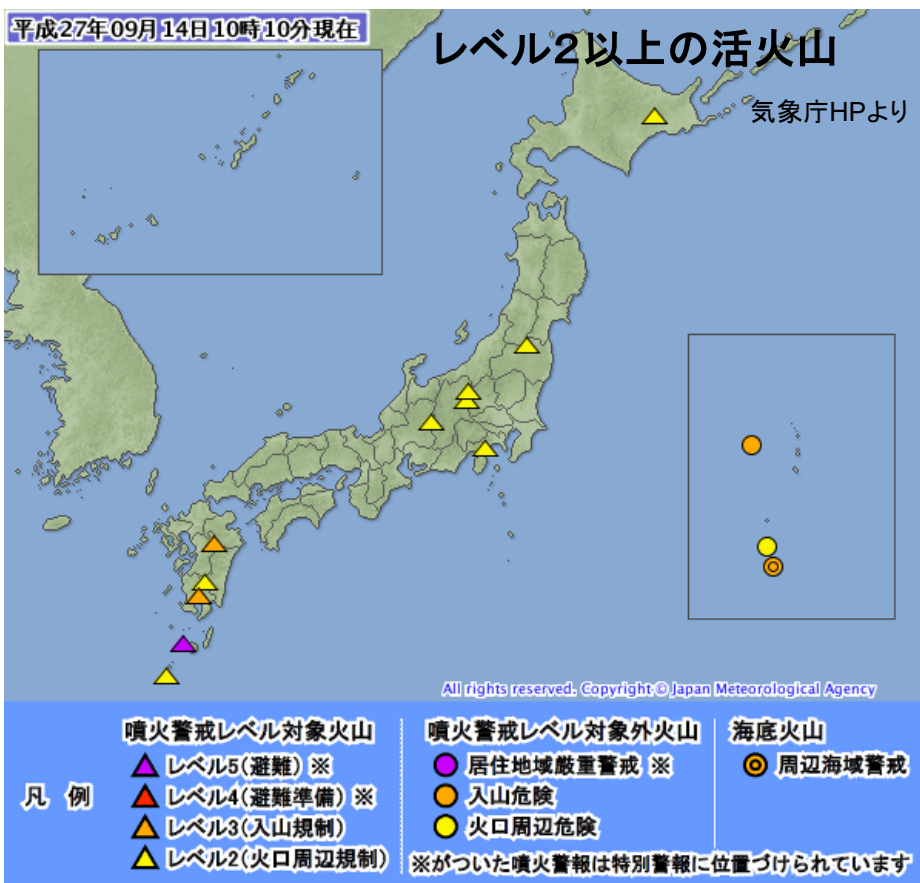 平成27年09月14日10時10分現在
レベル２以上の活火山
気象庁HPより
All rights reserved. Copyright © Japan Meteorological Agency
凡 例
噴火警戒レベル対象火山
レベル5(避難) ※
レベル4(避難準備) ※
レベル3(入山規制)
レベル2(火口周辺規制)
噴火警戒レベル対象外火山
居住地域厳重警戒 ※
入山危険
火口周辺危険
海底火山
周辺海域警戒
※がついた噴火警報は特別警報に位置づけられています